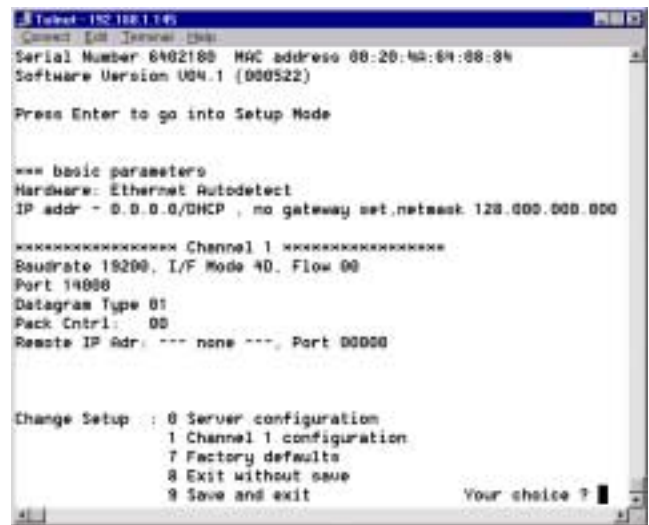 Telnet - 192.168.1.145
Connect Edit Terminal Help
Serial Number 6402180 MAC address 00:20:4A:64:08:84
Software Version V04.1 (000522)
Press Enter to go into Setup Mode
*** basic parameters
Hardware: Ethernet Autodetect
IP addr - 0.0.0.0/DHCP , no gateway set,netmask 128.000.000.000
***************** Channel 1 *****************
Baudrate 19200, I/F Mode 4D, Flow 00
Port 14000
Datagram Type 01
Pack Cntrl: 00
Remote IP Adr: --- none ---, Port 00000
Change Setup : 0 Server configuration
1 Channel 1 configuration
7 Factory defaults
8 Exit without save
9 Save and exit Your choice ?